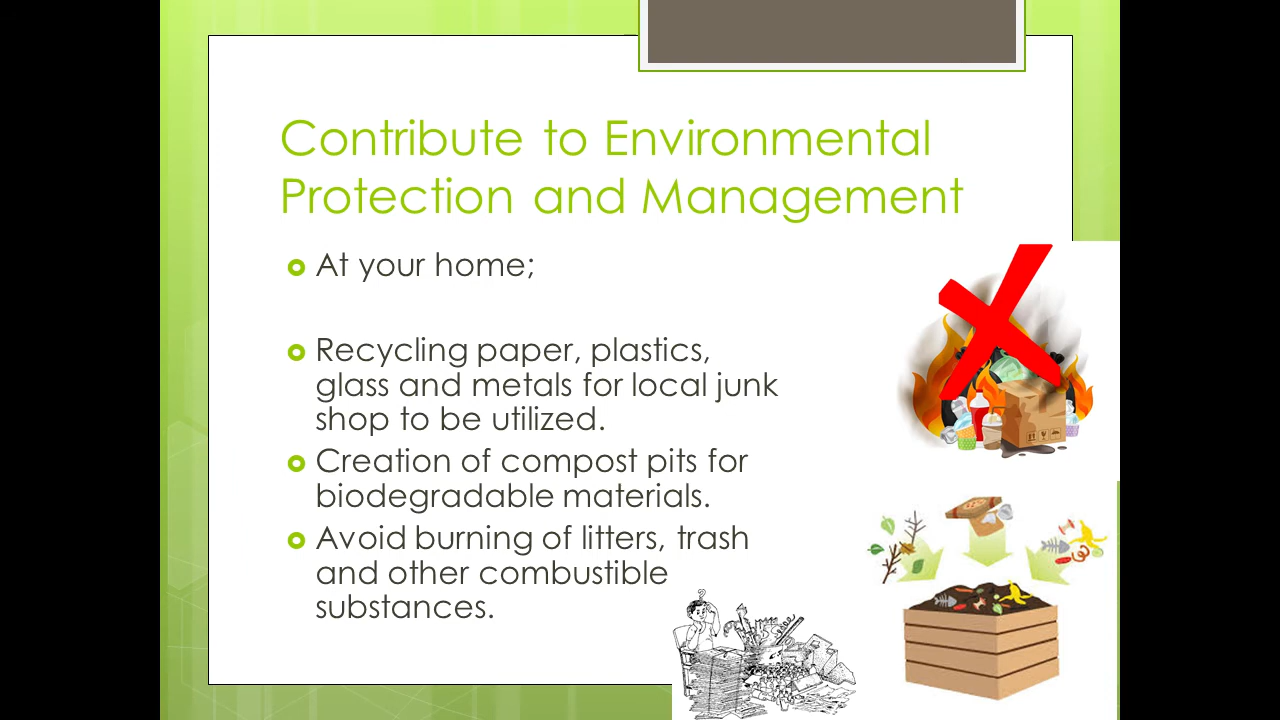 Contribute to Environmental
Protection and Management
At your home;
Recycling paper, plastics,
glass and metals for local junk
shop to be utilized.
Creation of compost pits for
biodegradable materials.
Avoid burning of litters, trash
and other combustible
substances.
?